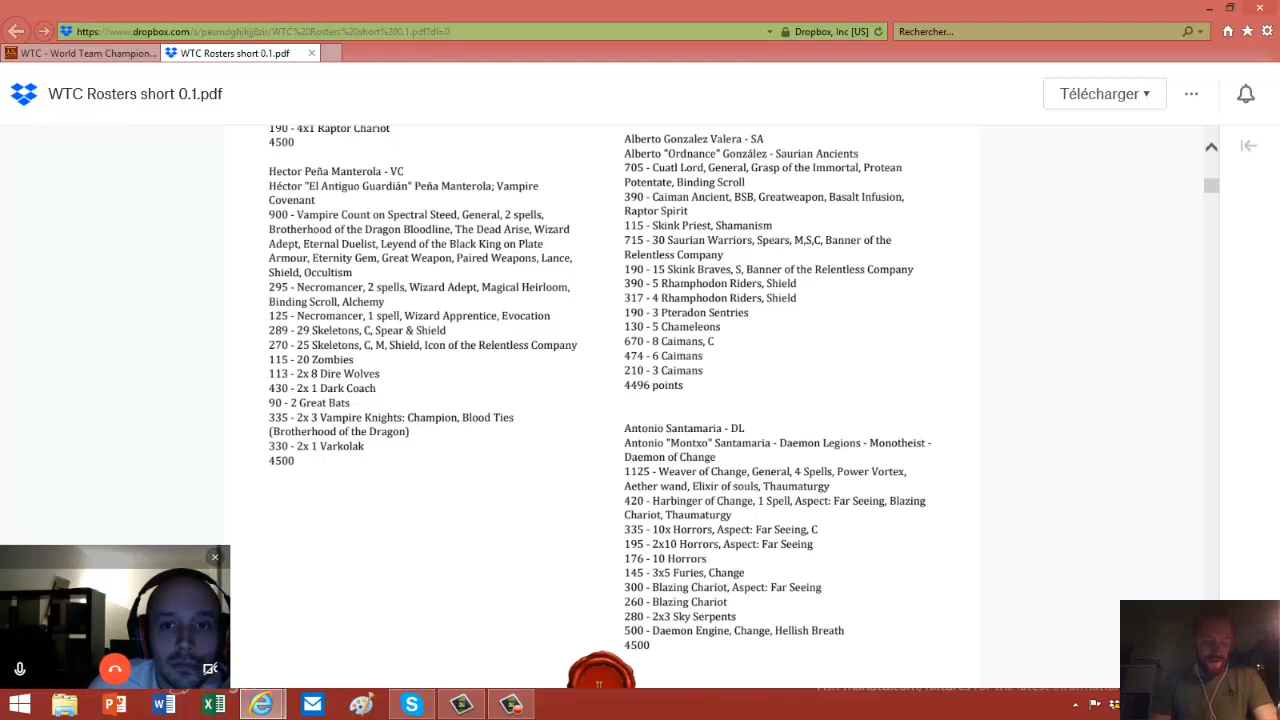 https://www.dropbox.com/s/pesmdghjkjj8zir/WTC%20Rosters%20short%200.1.pdf?dl=0
Dropbox, Inc [US]
Rechercher...
WTC - World Team Champion...
WTC Rosters short 0.1.pdf
WTC Rosters short 0.1.pdf
Télécharger
190 - 4x1 Raptor Chariot
4500
Hector Peña Manterola - VC
Héctor "El Antiguo Guardián" Peña Manterola; Vampire
Covenant
900 - Vampire Count on Spectral Steed, General, 2 spells,
Brotherhood of the Dragon Bloodline, The Dead Arise, Wizard
Adept, Eternal Duelist, Leyend of the Black King on Plate
Armour, Eternity Gem, Great Weapon, Paired Weapons, Lance,
Shield, Occultism
295 - Necromancer, 2 spells, Wizard Adept, Magical Heirloom,
Binding Scroll, Alchemy
125 - Necromancer, 1 spell, Wizard Apprentice, Evocation
289 - 29 Skeletons, C, Spear & Shield
270 - 25 Skeletons, C, M, Shield, Icon of the Relentless Company
115 - 20 Zombies
113 - 2x 8 Dire Wolves
430 - 2x 1 Dark Coach
90 - 2 Great Bats
335 - 2x 3 Vampire Knights: Champion, Blood Ties
(Brotherhood of the Dragon)
330 - 2x 1 Varkolak
4500
Alberto Gonzalez Valera - SA
Alberto "Ordnance" González - Saurian Ancients
705 - Cuatl Lord, General, Grasp of the Immortal, Protean
Potentate, Binding Scroll
390 - Caiman Ancient, BSB, Greatweapon, Basalt Infusion,
Raptor Spirit
115 - Skink Priest, Shamanism
715 - 30 Saurian Warriors, Spears, M,S,C, Banner of the
Relentless Company
190 - 15 Skink Braves, S, Banner of the Relentless Company
390 - 5 Rhamphodon Riders, Shield
317 - 4 Rhamphodon Riders, Shield
190 - 3 Pteradon Sentries
130 - 5 Chameleons
670 - 8 Caimans, C
474 - 6 Caimans
210 - 3 Caimans
4496 points
Antonio Santamaria - DL
Antonio "Montxo" Santamaria - Daemon Legions - Monotheist -
Daemon of Change
1125 - Weaver of Change, General, 4 Spells, Power Vortex,
Aether wand, Elixir of souls, Thaumaturgy
420 - Harbinger of Change, 1 Spell, Aspect: Far Seeing, Blazing
Chariot, Thaumaturgy
335 - 10x Horrors, Aspect: Far Seeing, C
195 - 2x10 Horrors, Aspect: Far Seeing
176 - 10 Horrors
145 - 3x5 Furies, Change
300 - Blazing Chariot, Aspect: Far Seeing
260 - Blazing Chariot
280 - 2x3 Sky Serpents
500 - Daemon Engine, Change, Hellish Breath
4500